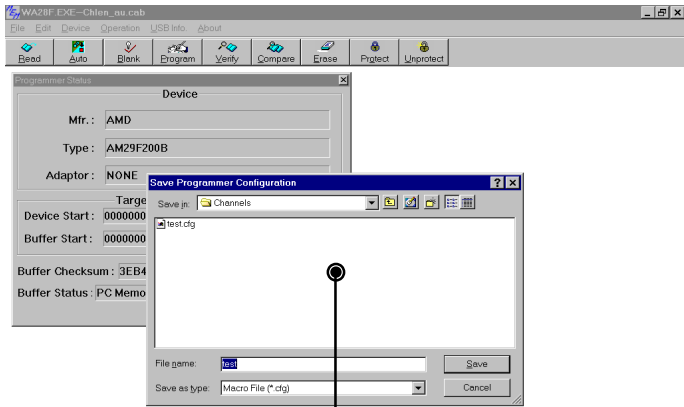 WA28F.EXE—Chlen_au.cab
File Edit Device Operation USB Info. About
Read Auto Blank Program Verify Compare Erase Protect Unprotect
Programmer Status
Device
Mfr. : AMD
Type : AM29F200B
Adaptor : NONE
Targe
Device Start : 0000000
Buffer Start : 0000000
Buffer Checksum : 3EB4
Buffer Status : PC Memo
Save Programmer Configuration
Save in: Channels
test.cfg
File name: test
Save
Save as type: Macro File (*.cfg)
Cancel